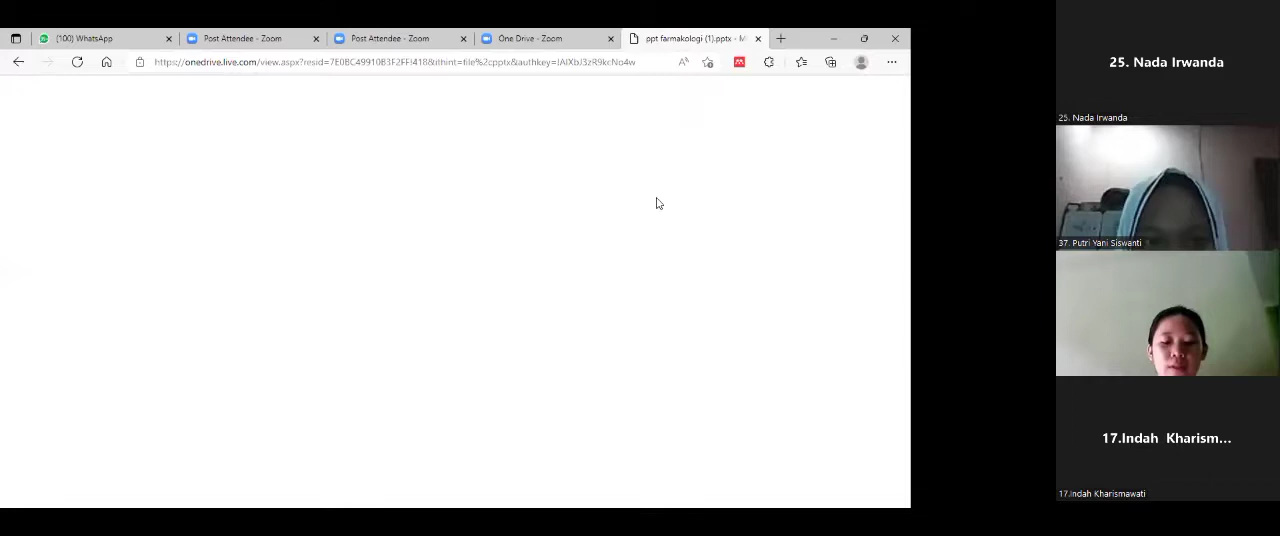 (100) WhatsApp
Post Attendee - Zoom
Post Attendee - Zoom
One Drive - Zoom
ppt farmakologi (1).pptx - M
25. Nada Irwanda
25. Nada Irwanda
37. Putri Yani Siswanti
17.Indah Kharism...
17.Indah Kharismawati